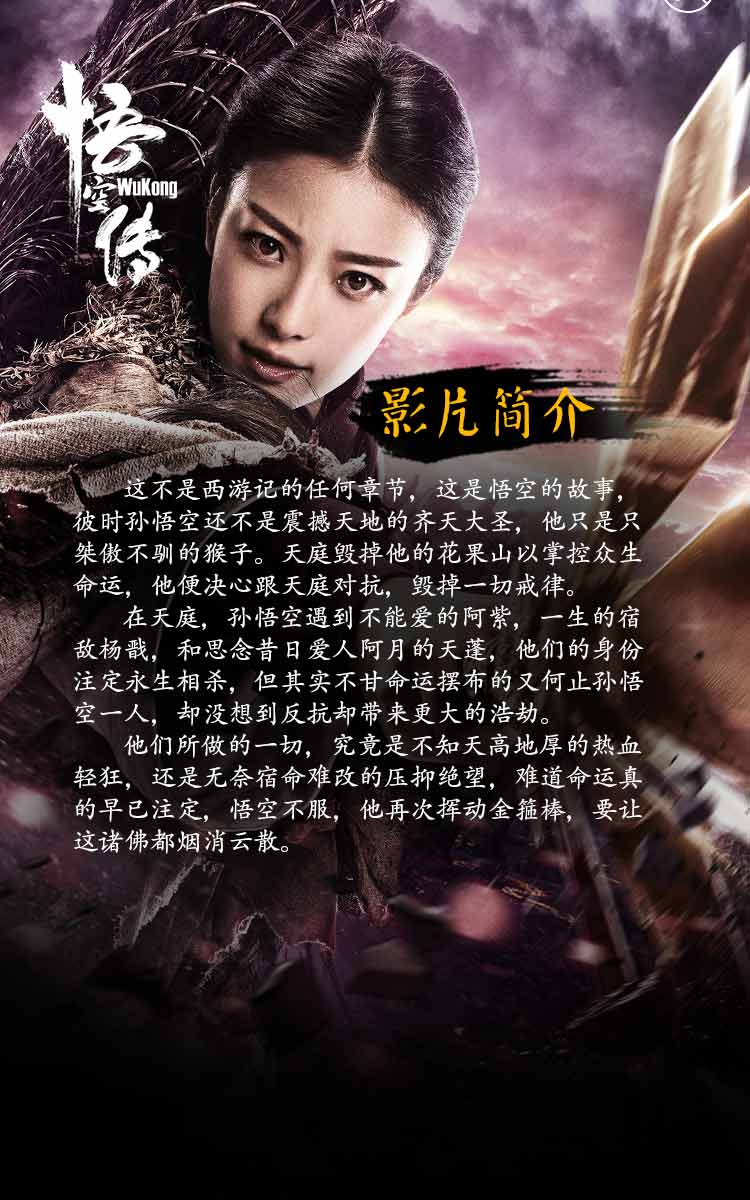 悟空传
WuKong
影片简介
这不是西游记的任何章节，这是悟空的故事，
彼时孙悟空还不是震撼天地的齐天大圣，他只是只
桀傲不驯的猴子。天庭毁掉他的花果山以掌控众生
命运，他便决心跟天庭对抗，毁掉一切戒律。
在天庭，孙悟空遇到不能爱的阿紫，一生的宿
敌杨戬，和思念昔日爱人阿月的天蓬，他们的身份
注定永生相杀，但其实不甘命运摆布的又何止孙悟
空一人，却没想到反抗却带来更大的浩劫。
他们所做的一切，究竟是不知天高地厚的热血
轻狂，还是无奈宿命难改的压抑绝望，难道命运真
的早已注定，悟空不服，他再次挥动金箍棒，要让
这诸佛都烟消云散。